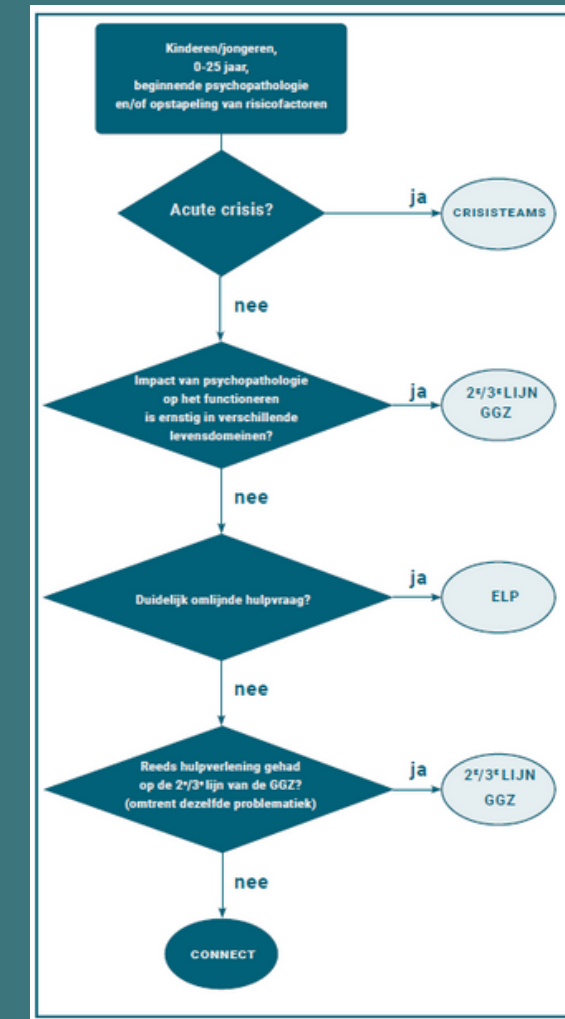 Kinderen/jongeren,
0-25 jaar,
beginnende psychopathologie
en/of opstapeling van risicofactoren
Acute crisis?
ja
CRISISTEAMS
nee
Impact van psychopathologie
op het functioneren
is ernstig in verschillende
levensdomeinen?
ja
2ᵉ/3ᵉ LIJN
GGZ
nee
Duidelijk omlijnde hulpvraag?
ja
ELP
nee
Reeds hulpverlening gehad
op de 2ᵉ/3ᵉ lijn van de GGZ?
(omtrent dezelfde problematiek)
ja
2ᵉ/3ᵉ LIJN
GGZ
nee
CONNECT